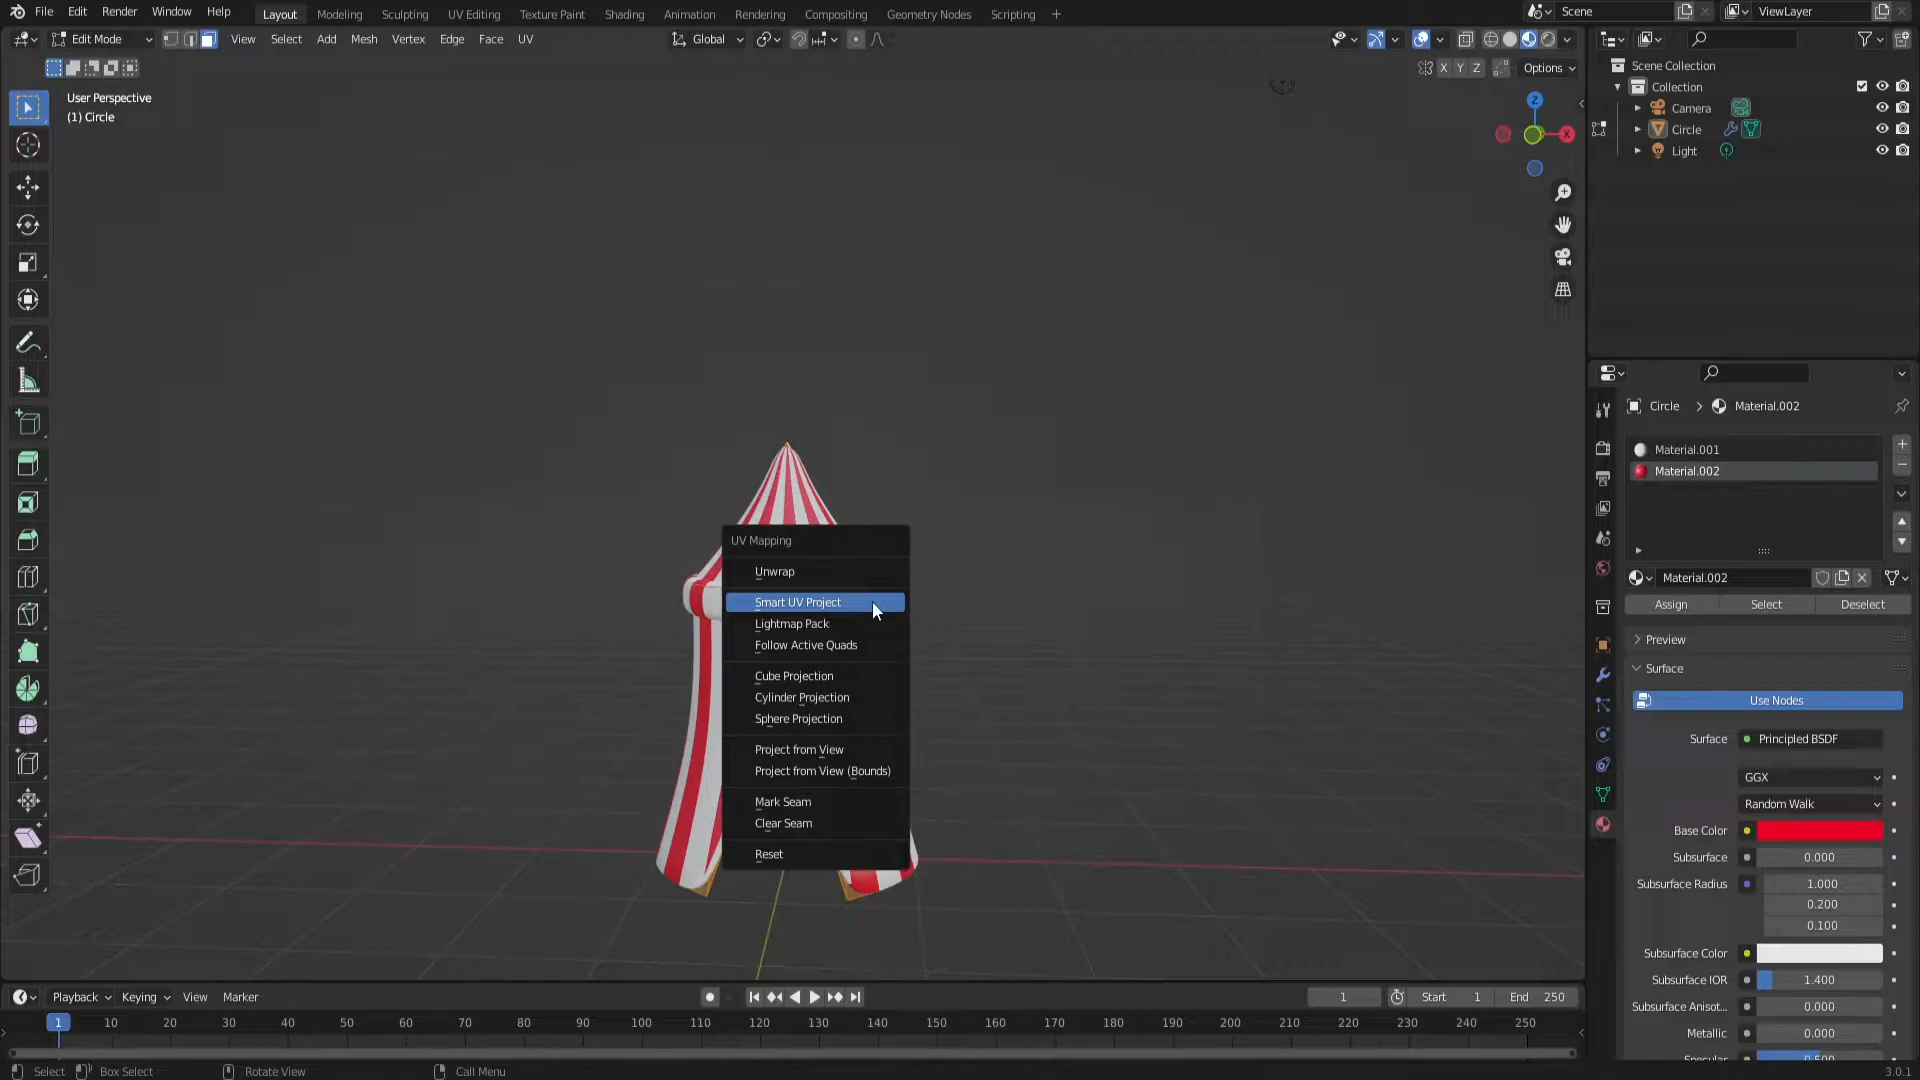 File Edit Render Window Help Layout Modeling Sculpting UV Editing Texture Paint Shading Animation Rendering Compositing Geometry Nodes Scripting + Scene ViewLayer
Edit Mode View Select Add Mesh Vertex Edge Face UV Global
X Y Z Options
User Perspective
(1) Circle
Z
X
Scene Collection
Collection
Camera
Circle
Light
Circle > Material.002
Material.001
Material.002
Material.002
Assign Select Deselect
Preview
Surface
Use Nodes
Surface Principled BSDF
GGX
Random Walk
Base Color
Subsurface 0.000
Subsurface Radius 1.000
0.200
0.100
Subsurface Color
Subsurface IOR 1.400
Subsurface Anisot... 0.000
Metallic 0.000
Specular 0.500
UV Mapping
Unwrap
Smart UV Project
Lightmap Pack
Follow Active Quads
Cube Projection
Cylinder Projection
Sphere Projection
Project from View
Project from View (Bounds)
Mark Seam
Clear Seam
Reset
Playback Keying View Marker 1 Start 1 End 250
1 10 20 30 40 50 60 70 80 90 100 110 120 130 140 150 160 170 180 190 200 210 220 230 240 250
Select Box Select Rotate View Call Menu 3.0.1